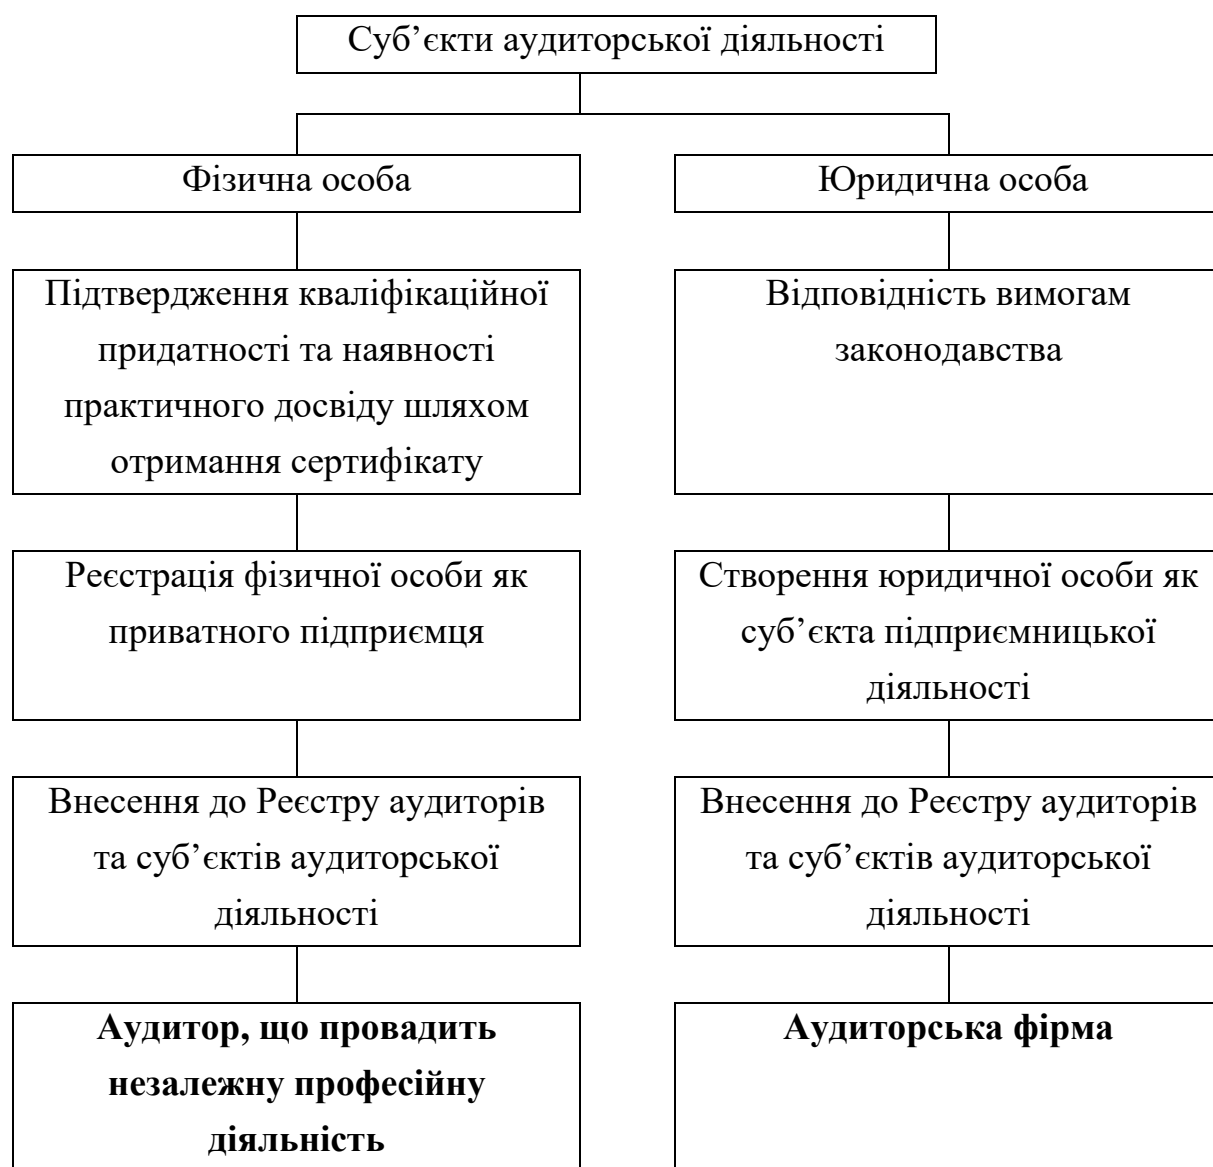 Суб’єкти аудиторської діяльності
Фізична особа
Юридична особа
Підтвердження кваліфікаційної
придатності та наявності
практичного досвіду шляхом
отримання сертифікату
Відповідність вимогам
законодавства
Реєстрація фізичної особи як
приватного підприємця
Створення юридичної особи як
суб’єкта підприємницької
діяльності
Внесення до Реєстру аудиторів
та суб’єктів аудиторської
діяльності
Внесення до Реєстру аудиторів
та суб’єктів аудиторської
діяльності
Аудитор, що провадить
незалежну професійну
діяльність
Аудиторська фірма